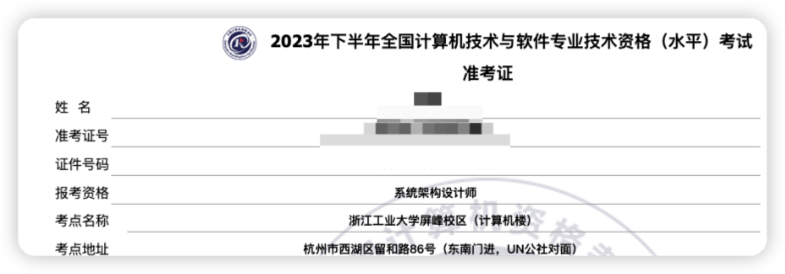 2023年下半年全国计算机技术与软件专业技术资格（水平）考试
准考证
姓 名
准考证号
证件号码
报考资格 系统架构设计师
考点名称 浙江工业大学屏峰校区（计算机楼）
考点地址 杭州市西湖区留和路86号（东南门进，UN公社对面）
计算机资格